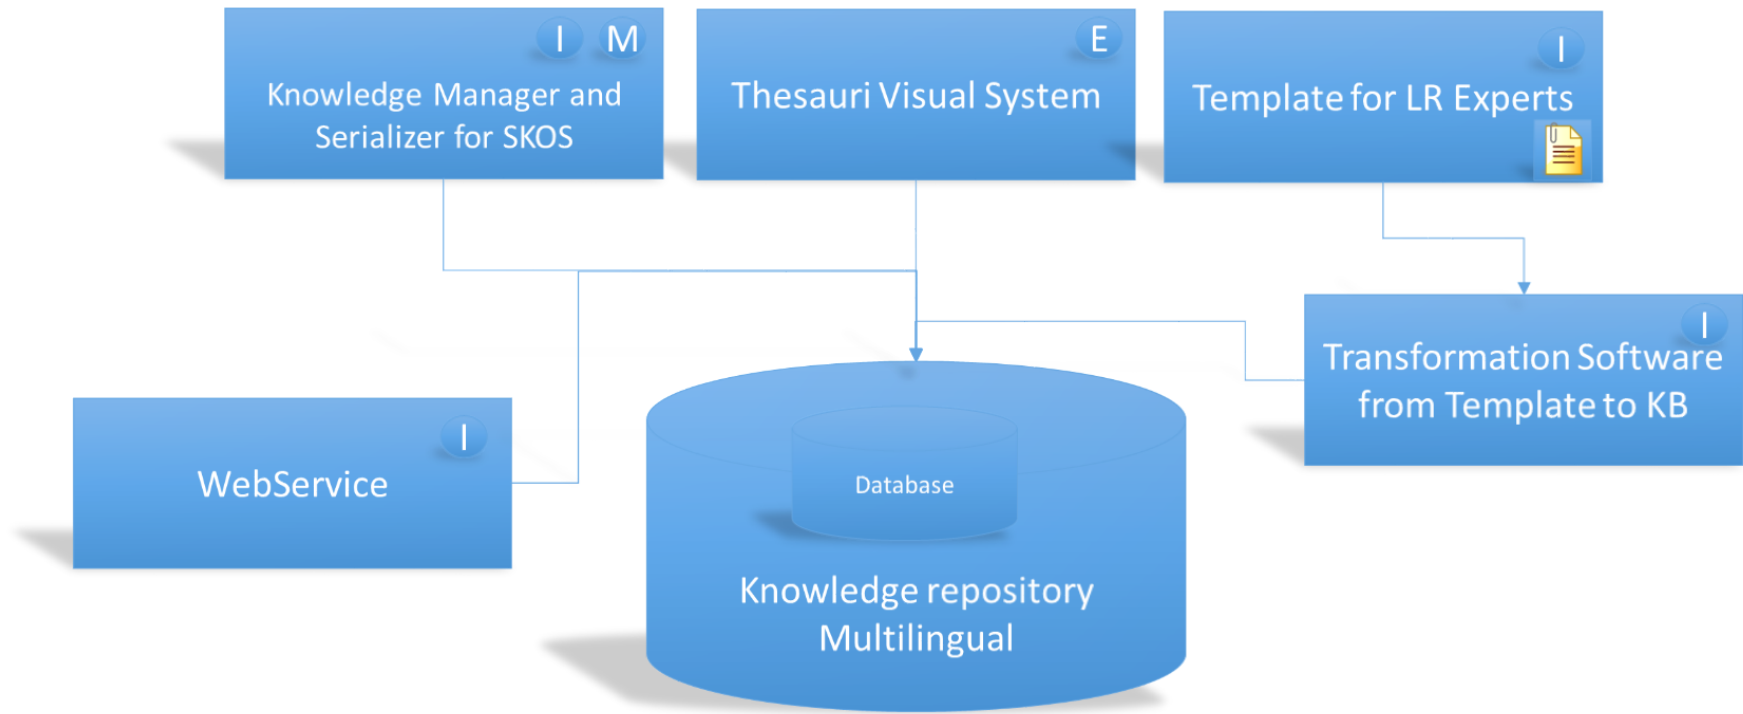 I M
Knowledge Manager and
Serializer for SKOS
E
Thesauri Visual System
I
Template for LR Experts
I
Transformation Software
from Template to KB
I
WebService
Database
Knowledge repository
Multilingual